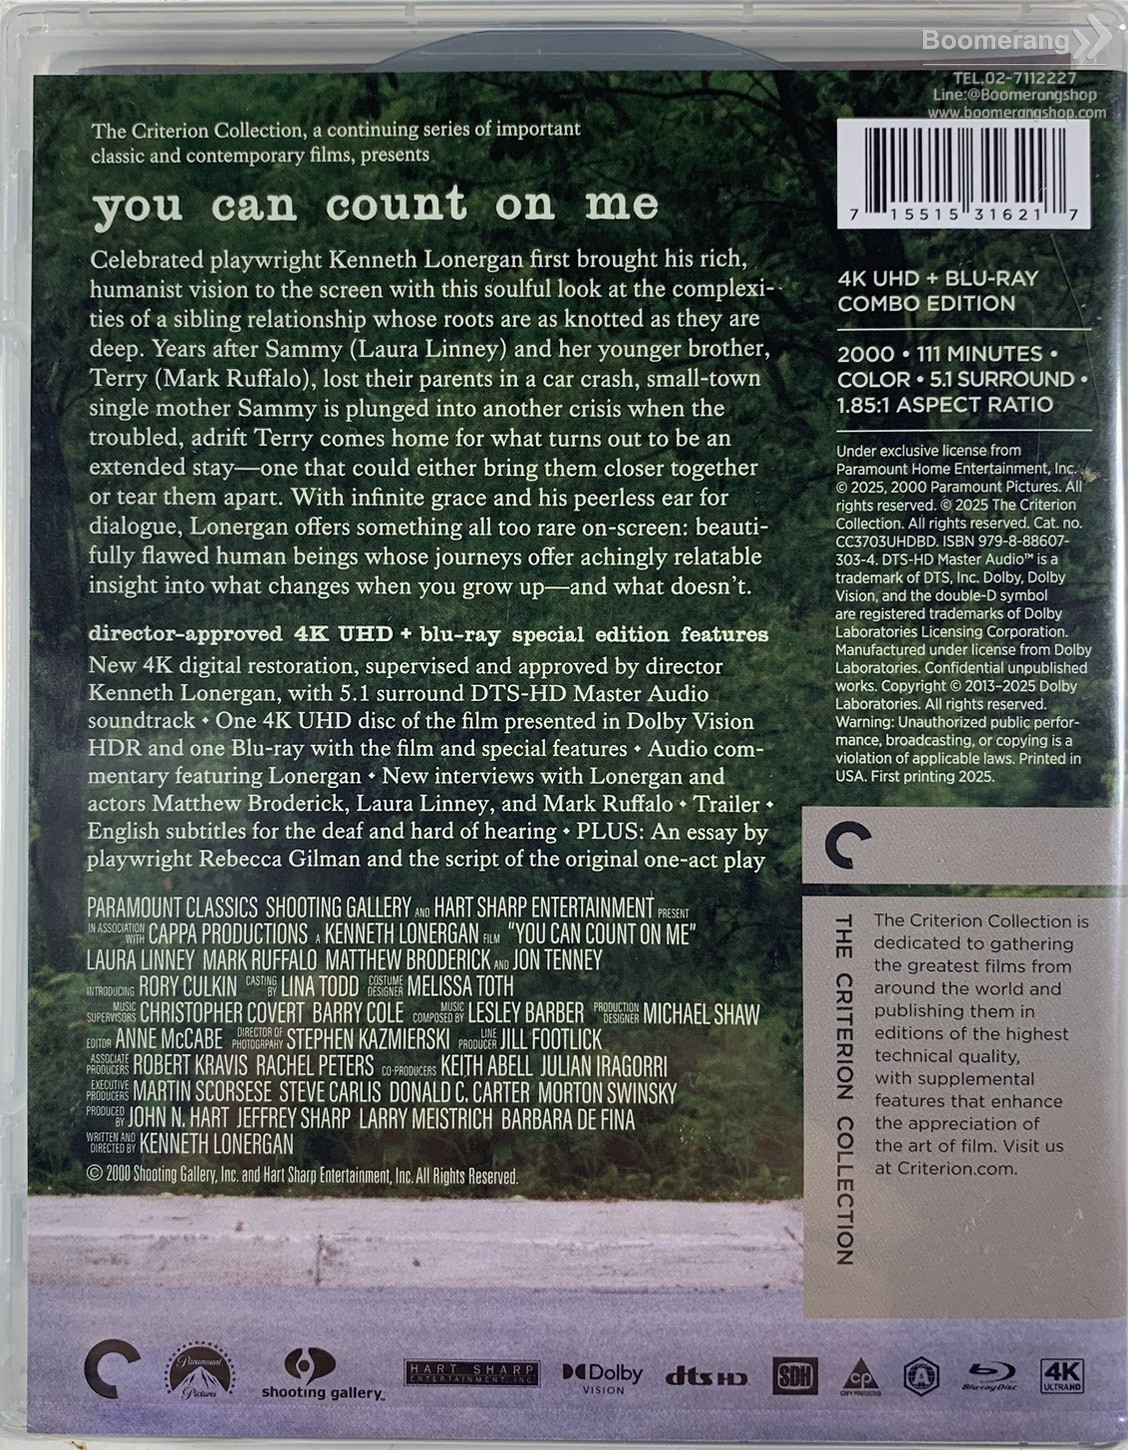 Boomerang
TEL.02-7112227
Line:@Boomerangshop
www.boomerangshop.com
The Criterion Collection, a continuing series of important
classic and contemporary films, presents
you can count on me
Celebrated playwright Kenneth Lonergan first brought his rich,
humanist vision to the screen with this soulful look at the complexi-
ties of a sibling relationship whose roots are as knotted as they are
deep. Years after Sammy (Laura Linney) and her younger brother,
Terry (Mark Ruffalo), lost their parents in a car crash, small-town
single mother Sammy is plunged into another crisis when the
troubled, adrift Terry comes home for what turns out to be an
extended stay—one that could either bring them closer together
or tear them apart. With infinite grace and his peerless ear for
dialogue, Lonergan offers something all too rare on-screen: beauti-
fully flawed human beings whose journeys offer achingly relatable
insight into what changes when you grow up—and what doesn't.
director-approved 4K UHD + blu-ray special edition features
New 4K digital restoration, supervised and approved by director
Kenneth Lonergan, with 5.1 surround DTS-HD Master Audio
soundtrack • One 4K UHD disc of the film presented in Dolby Vision
HDR and one Blu-ray with the film and special features • Audio com-
mentary featuring Lonergan • New interviews with Lonergan and
actors Matthew Broderick, Laura Linney, and Mark Ruffalo • Trailer •
English subtitles for the deaf and hard of hearing • PLUS: An essay by
playwright Rebecca Gilman and the script of the original one-act play
PARAMOUNT CLASSICS SHOOTING GALLERY AND HART SHARP ENTERTAINMENT PRESENT
IN ASSOCIATION WITH CAPPA PRODUCTIONS A KENNETH LONERGAN FILM "YOU CAN COUNT ON ME"
LAURA LINNEY MARK RUFFALO MATTHEW BRODERICK AND JON TENNEY
INTRODUCING RORY CULKIN CASTING BY LINA TODD COSTUME DESIGNER MELISSA TOTH
MUSIC SUPERVISORS CHRISTOPHER COVERT BARRY COLE MUSIC COMPOSED BY LESLEY BARBER PRODUCTION DESIGNER MICHAEL SHAW
EDITOR ANNE McCABE DIRECTOR OF PHOTOGRPAHY STEPHEN KAZMIERSKI LINE PRODUCER JILL FOOTLICK
ASSOCIATE PRODUCERS ROBERT KRAVIS RACHEL PETERS CO-PRODUCERS KEITH ABELL JULIAN IRAGORRI
EXECUTIVE PRODUCERS MARTIN SCORSESE STEVE CARLIS DONALD C. CARTER MORTON SWINSKY
PRODUCED BY JOHN N. HART JEFFREY SHARP LARRY MEISTRICH BARBARA DE FINA
WRITTEN AND DIRECTED BY KENNETH LONERGAN
© 2000 Shooting Gallery, Inc. and Hart Sharp Entertainment, Inc. All Rights Reserved.
7 15515 31621 7
4K UHD + BLU-RAY
COMBO EDITION
2000 • 111 MINUTES •
COLOR • 5.1 SURROUND •
1.85:1 ASPECT RATIO
Under exclusive license from
Paramount Home Entertainment, Inc.
© 2025, 2000 Paramount Pictures. All
rights reserved. © 2025 The Criterion
Collection. All rights reserved. Cat. no.
CC3703UHDBD. ISBN 979-8-88607-
303-4. DTS-HD Master Audio™ is a
trademark of DTS, Inc. Dolby, Dolby
Vision, and the double-D symbol
are registered trademarks of Dolby
Laboratories Licensing Corporation.
Manufactured under license from Dolby
Laboratories. Confidential unpublished
works. Copyright © 2013–2025 Dolby
Laboratories. All rights reserved.
Warning: Unauthorized public perfor-
mance, broadcasting, or copying is a
violation of applicable laws. Printed in
USA. First printing 2025.
THE CRITERION COLLECTION
The Criterion Collection is
dedicated to gathering
the greatest films from
around the world and
publishing them in
editions of the highest
technical quality,
with supplemental
features that enhance
the appreciation of
the art of film. Visit us
at Criterion.com.
Paramount
Pictures
shooting gallery™
HART SHARP
ENTERTAINMENT, INC.
Dolby
VISION
dts HD
SDH
CP
COPY PROTECTED
A
Blu-ray Disc
4K
ULTRA HD